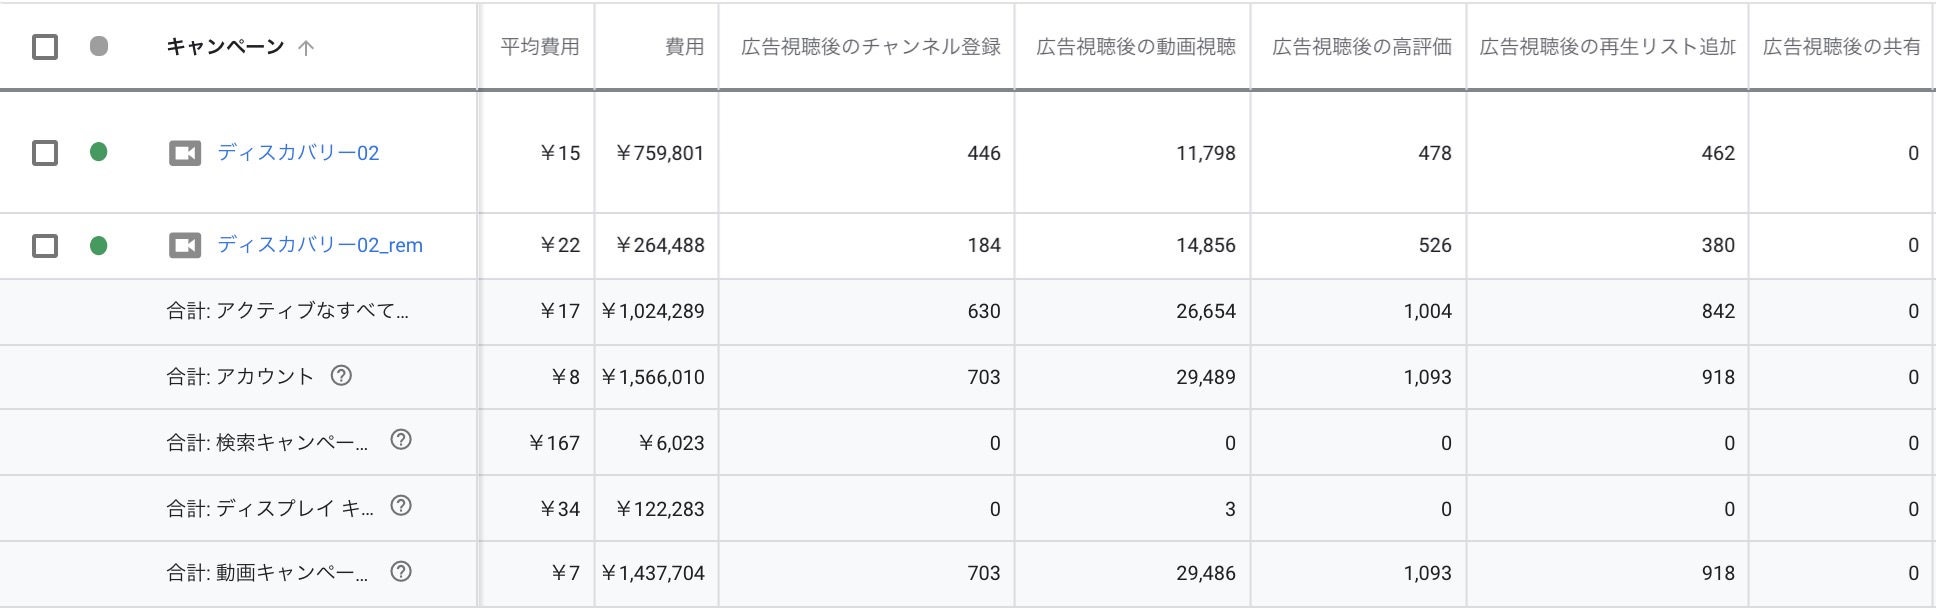 キャンペーン ↑ 平均費用 費用 広告視聴後のチャンネル登録 広告視聴後の動画視聴 広告視聴後の高評価 広告視聴後の再生リスト追加 広告視聴後の共有
ディスカバリー02 ¥15 ¥759,801 446 11,798 478 462 0
ディスカバリー02_rem ¥22 ¥264,488 184 14,856 526 380 0
合計: アクティブなすべて... ¥17 ¥1,024,289 630 26,654 1,004 842 0
合計: アカウント ? ¥8 ¥1,566,010 703 29,489 1,093 918 0
合計: 検索キャンペー... ? ¥167 ¥6,023 0 0 0 0 0
合計: ディスプレイ キ... ? ¥34 ¥122,283 0 3 0 0 0
合計: 動画キャンペー... ? ¥7 ¥1,437,704 703 29,486 1,093 918 0